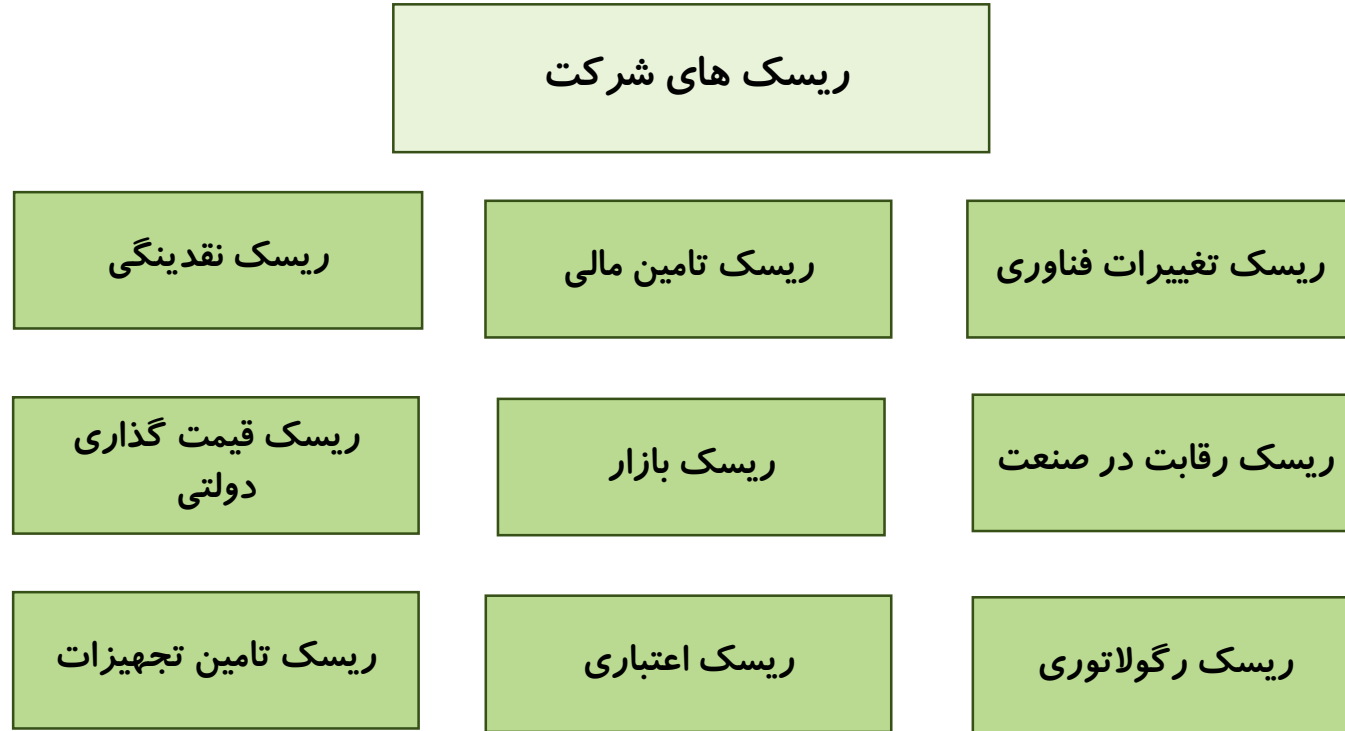 ریسک های شرکت
ریسک تغییرات فناوری
ریسک تامین مالی
ریسک نقدینگی
ریسک رقابت در صنعت
ریسک بازار
ریسک قیمت گذاری
دولتی
ریسک رگولاتوری
ریسک اعتباری
ریسک تامین تجهیزات